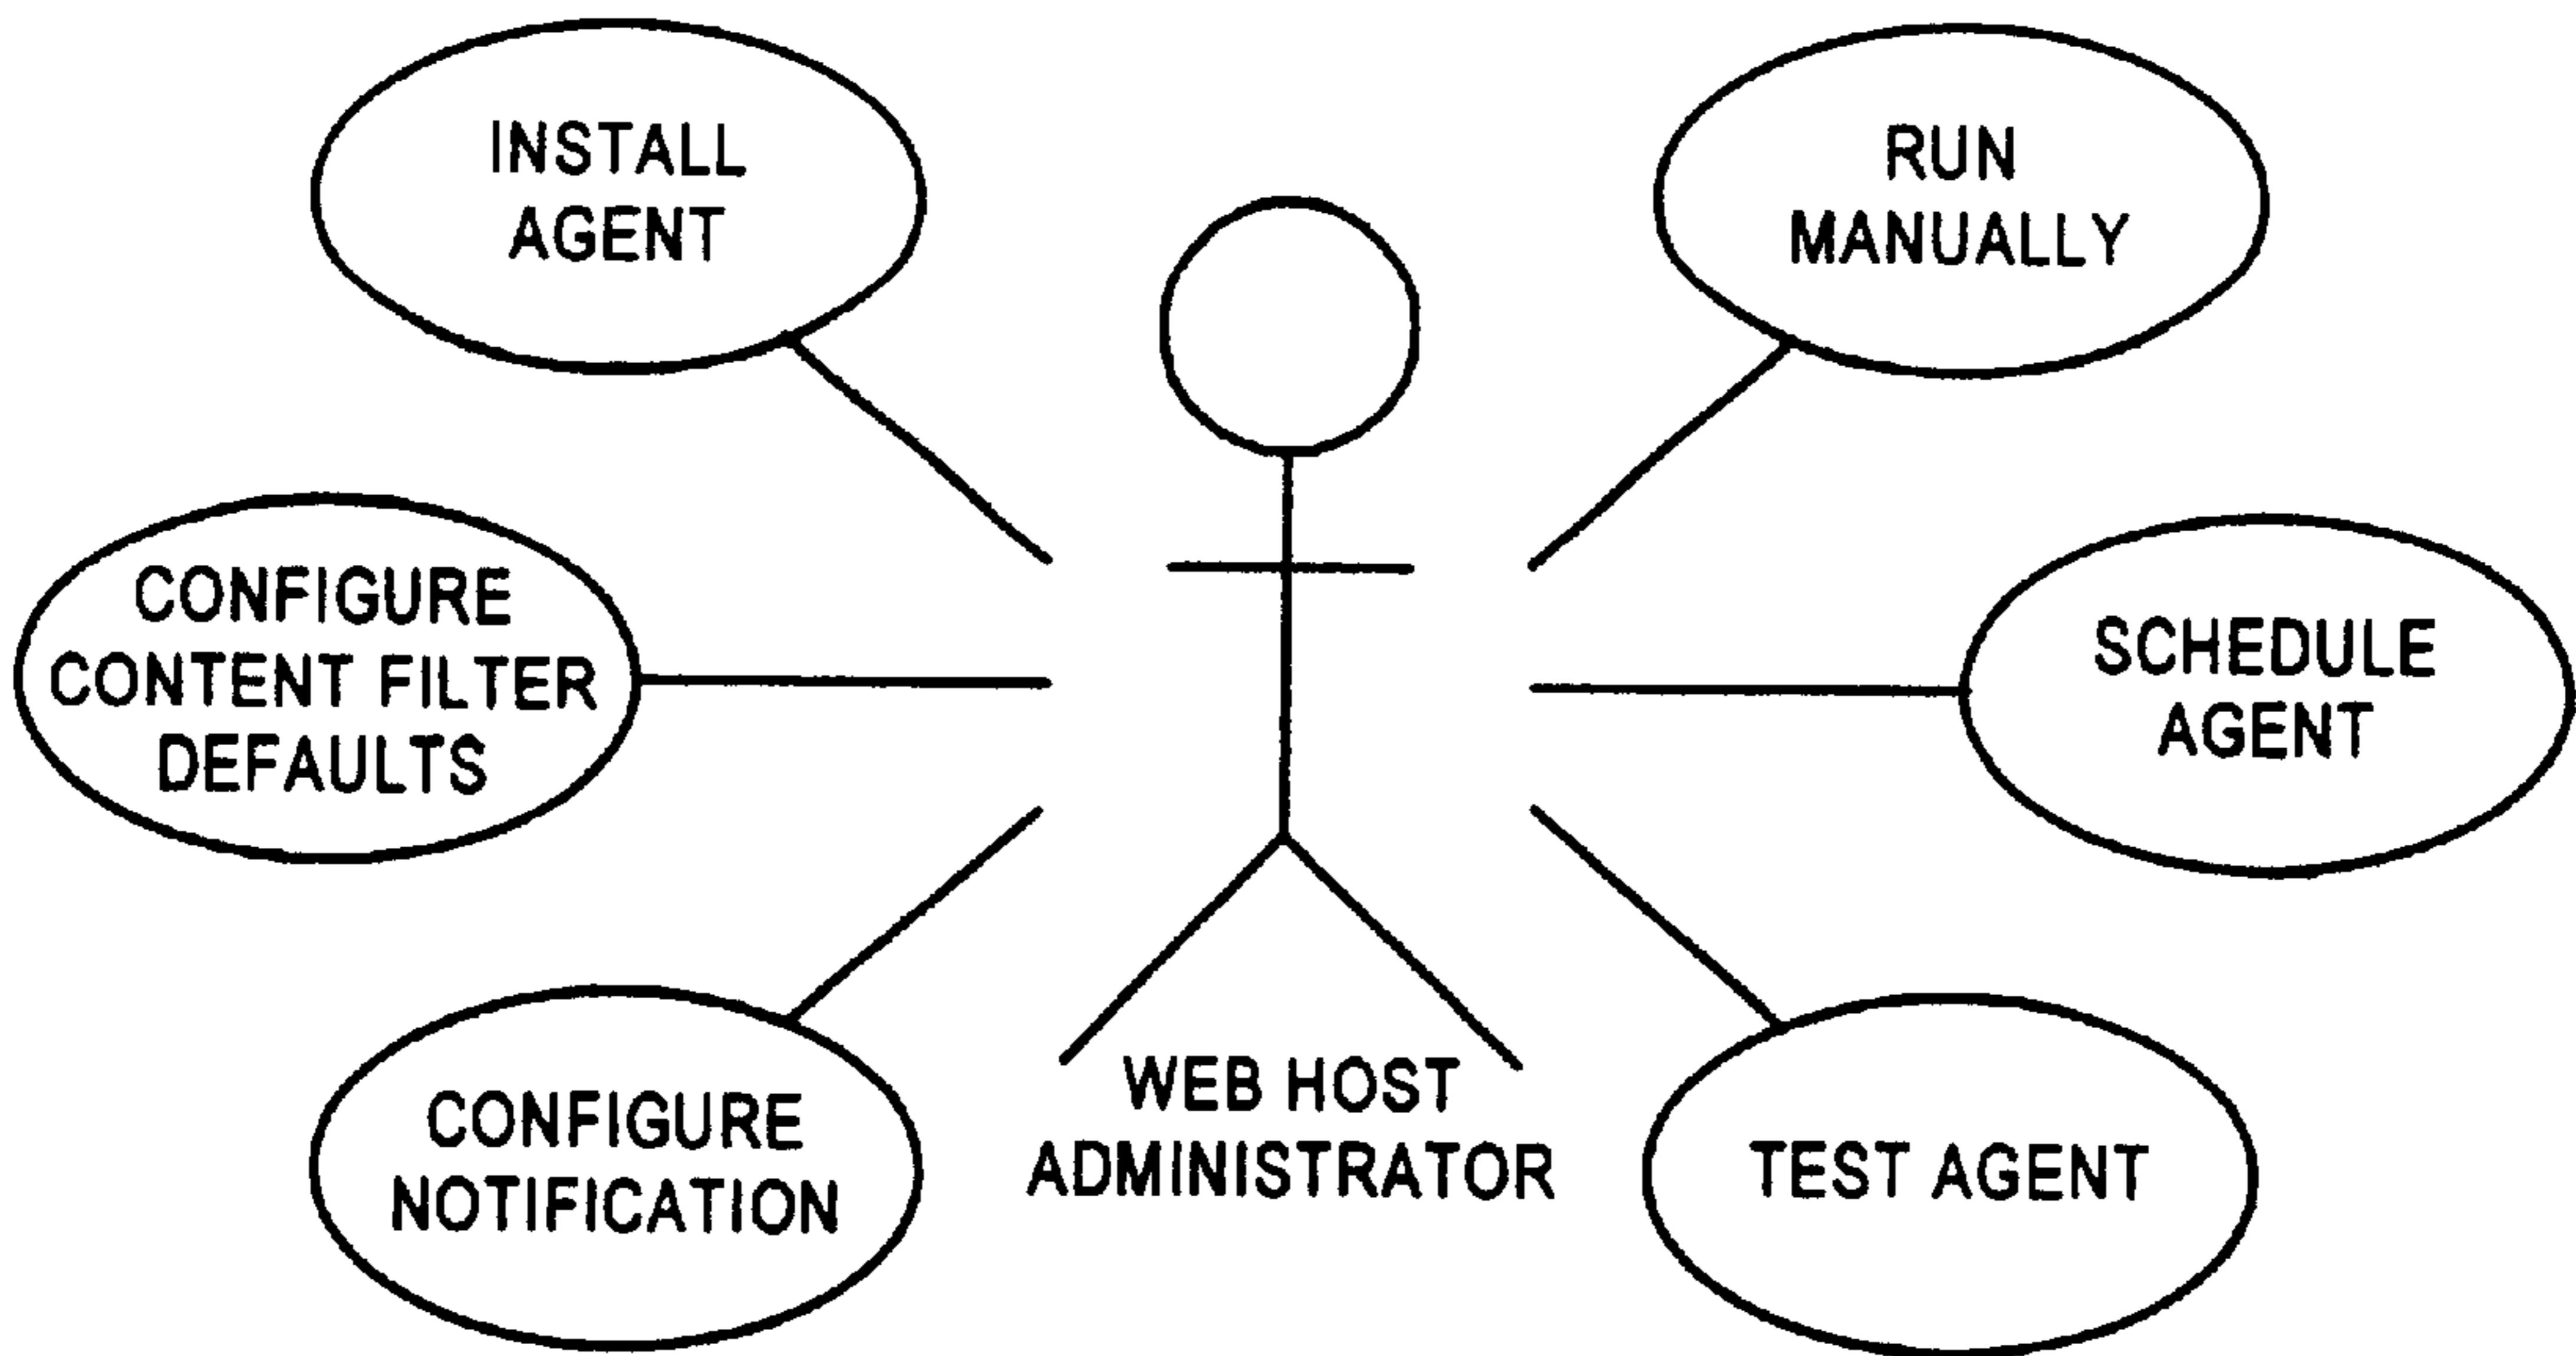 INSTALL
AGENT
RUN
MANUALLY
CONFIGURE
CONTENT FILTER
DEFAULTS
SCHEDULE
AGENT
CONFIGURE
NOTIFICATION
WEB HOST
ADMINISTRATOR
TEST AGENT